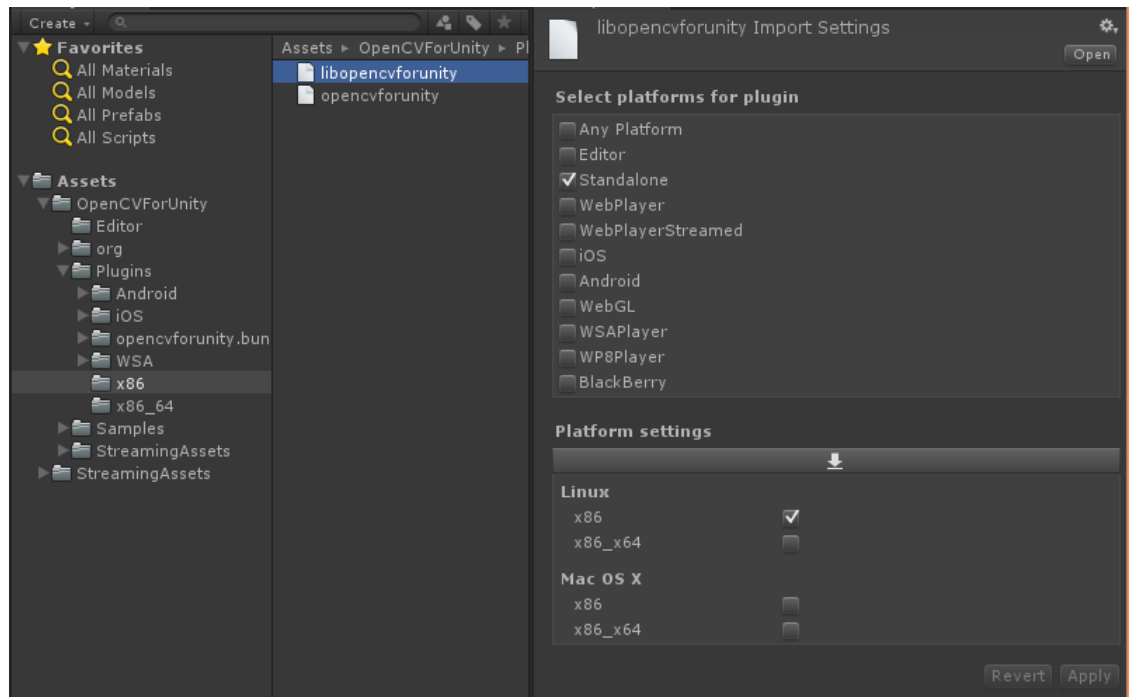 Create
Favorites
All Materials
All Models
All Prefabs
All Scripts
Assets
OpenCVForUnity
Editor
org
Plugins
Android
iOS
opencvforunity.bun
WSA
x86
x86_64
Samples
StreamingAssets
StreamingAssets
Assets ▸ OpenCVForUnity ▸ Pl
libopencvforunity
opencvforunity
libopencvforunity Import Settings
Open
Select platforms for plugin
Any Platform
Editor
Standalone
WebPlayer
WebPlayerStreamed
iOS
Android
WebGL
WSAPlayer
WP8Player
BlackBerry
Platform settings
Linux
x86
x86_x64
Mac OS X
x86
x86_x64
Revert Apply